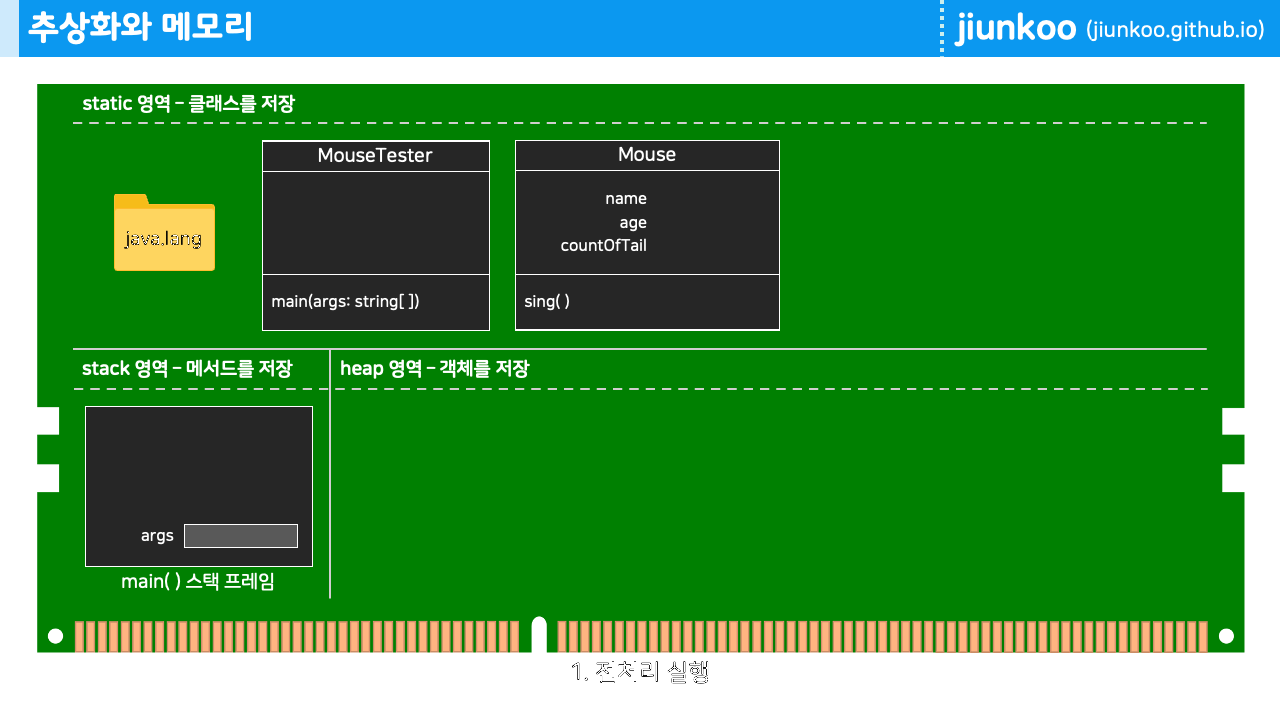 추상화와 메모리
jiunkoo (jiunkoo.github.io)
static 영역 - 클래스를 저장
java.lang
MouseTester
main(args: string[ ])
Mouse
name
age
countOfTail
sing( )
stack 영역 - 메서드를 저장
args
main( ) 스택 프레임
heap 영역 - 객체를 저장
1. 전처리 실행